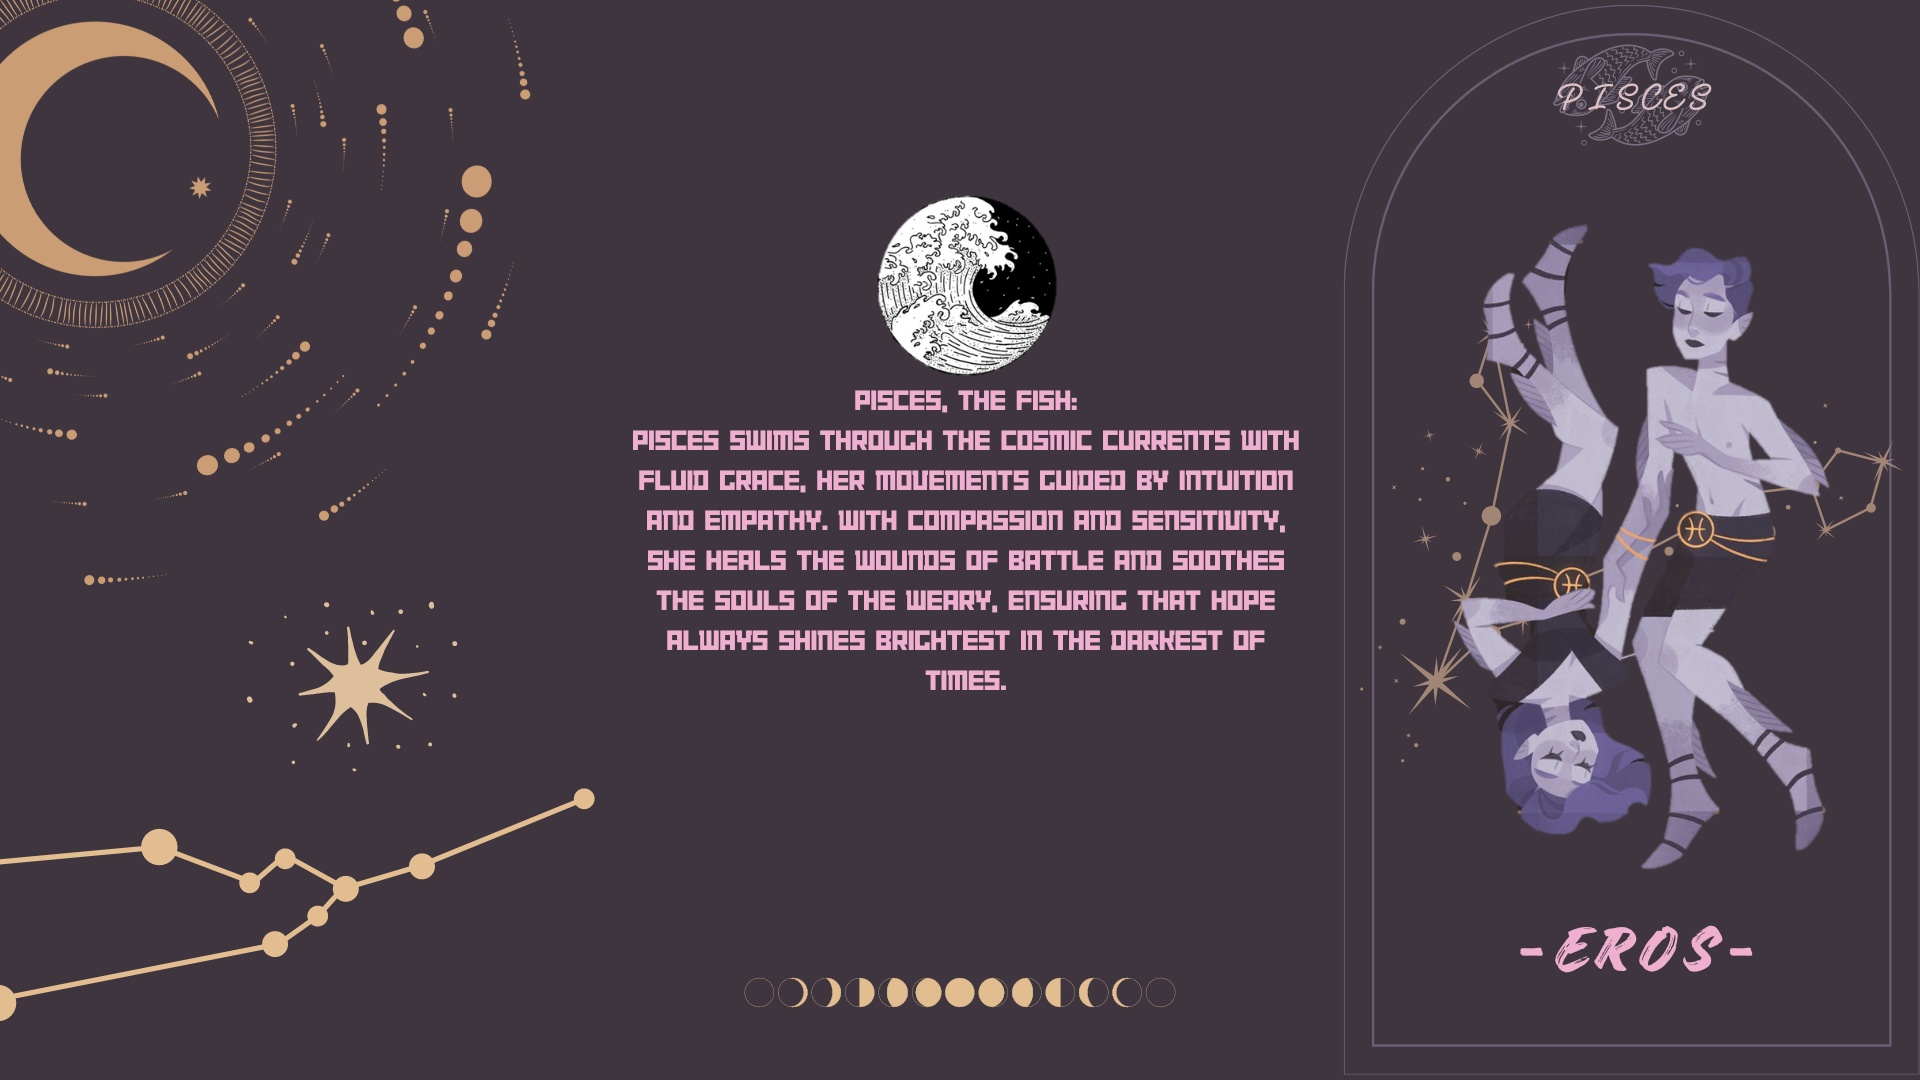 PISCES
PISCES, THE FISH:
PISCES SWIMS THROUGH THE COSMIC CURRENTS WITH
FLUID GRACE, HER MOVEMENTS GUIDED BY INTUITION
AND EMPATHY. WITH COMPASSION AND SENSITIVITY,
SHE HEALS THE WOUNDS OF BATTLE AND SOOTHES
THE SOULS OF THE WEARY, ENSURING THAT HOPE
ALWAYS SHINES BRIGHTEST IN THE DARKEST OF
TIMES.
-EROS-